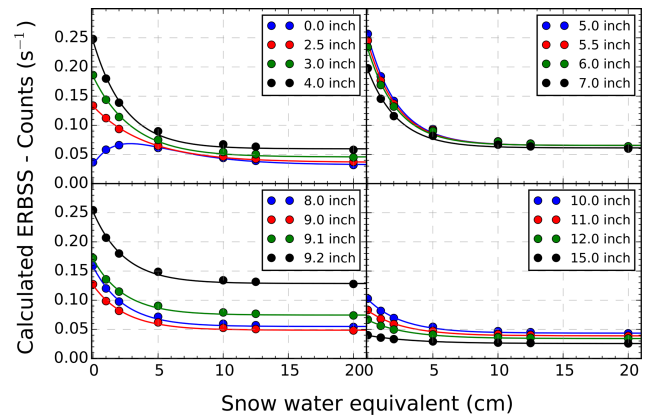 Calculated ERBSS - Counts (s⁻¹)
0.25
0.20
0.15
0.10
0.05
0.00
0.0 inch
2.5 inch
3.0 inch
4.0 inch
5.0 inch
5.5 inch
6.0 inch
7.0 inch
0.25
0.20
0.15
0.10
0.05
0.00
8.0 inch
9.0 inch
9.1 inch
9.2 inch
10.0 inch
11.0 inch
12.0 inch
15.0 inch
0 5 10 15 20 0 5 10 15 20
Snow water equivalent (cm)